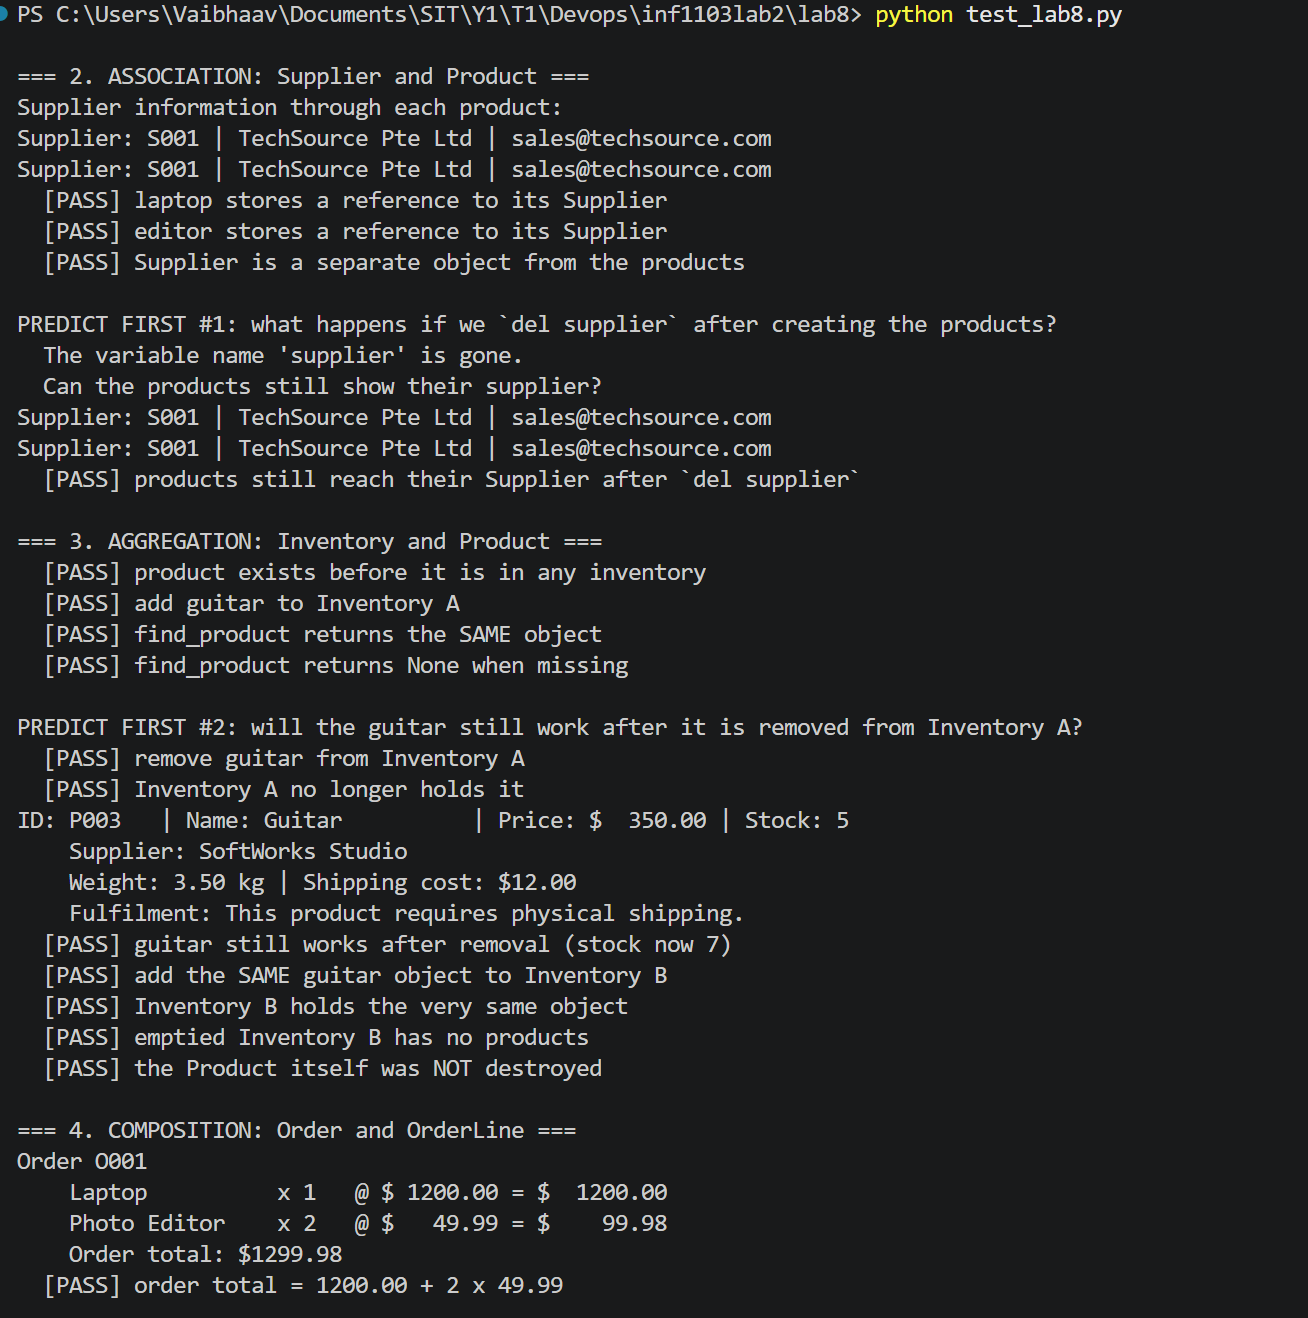 PS C:\Users\Vaibhaav\Documents\SIT\Y1\T1\Devops\inf1103lab2\lab8> python test_lab8.py
=== 2. ASSOCIATION: Supplier and Product ===
Supplier information through each product:
Supplier: S001 | TechSource Pte Ltd | sales@techsource.com
Supplier: S001 | TechSource Pte Ltd | sales@techsource.com
  [PASS] laptop stores a reference to its Supplier
  [PASS] editor stores a reference to its Supplier
  [PASS] Supplier is a separate object from the products
PREDICT FIRST #1: what happens if we `del supplier` after creating the products?
  The variable name 'supplier' is gone.
  Can the products still show their supplier?
Supplier: S001 | TechSource Pte Ltd | sales@techsource.com
Supplier: S001 | TechSource Pte Ltd | sales@techsource.com
  [PASS] products still reach their Supplier after `del supplier`
=== 3. AGGREGATION: Inventory and Product ===
  [PASS] product exists before it is in any inventory
  [PASS] add guitar to Inventory A
  [PASS] find_product returns the SAME object
  [PASS] find_product returns None when missing
PREDICT FIRST #2: will the guitar still work after it is removed from Inventory A?
  [PASS] remove guitar from Inventory A
  [PASS] Inventory A no longer holds it
ID: P003   | Name: Guitar          | Price: $  350.00 | Stock: 5
    Supplier: SoftWorks Studio
    Weight: 3.50 kg | Shipping cost: $12.00
    Fulfilment: This product requires physical shipping.
  [PASS] guitar still works after removal (stock now 7)
  [PASS] add the SAME guitar object to Inventory B
  [PASS] Inventory B holds the very same object
  [PASS] emptied Inventory B has no products
  [PASS] the Product itself was NOT destroyed
=== 4. COMPOSITION: Order and OrderLine ===
Order O001
    Laptop          x 1   @ $ 1200.00 = $  1200.00
    Photo Editor    x 2   @ $   49.99 = $    99.98
    Order total: $1299.98
  [PASS] order total = 1200.00 + 2 x 49.99